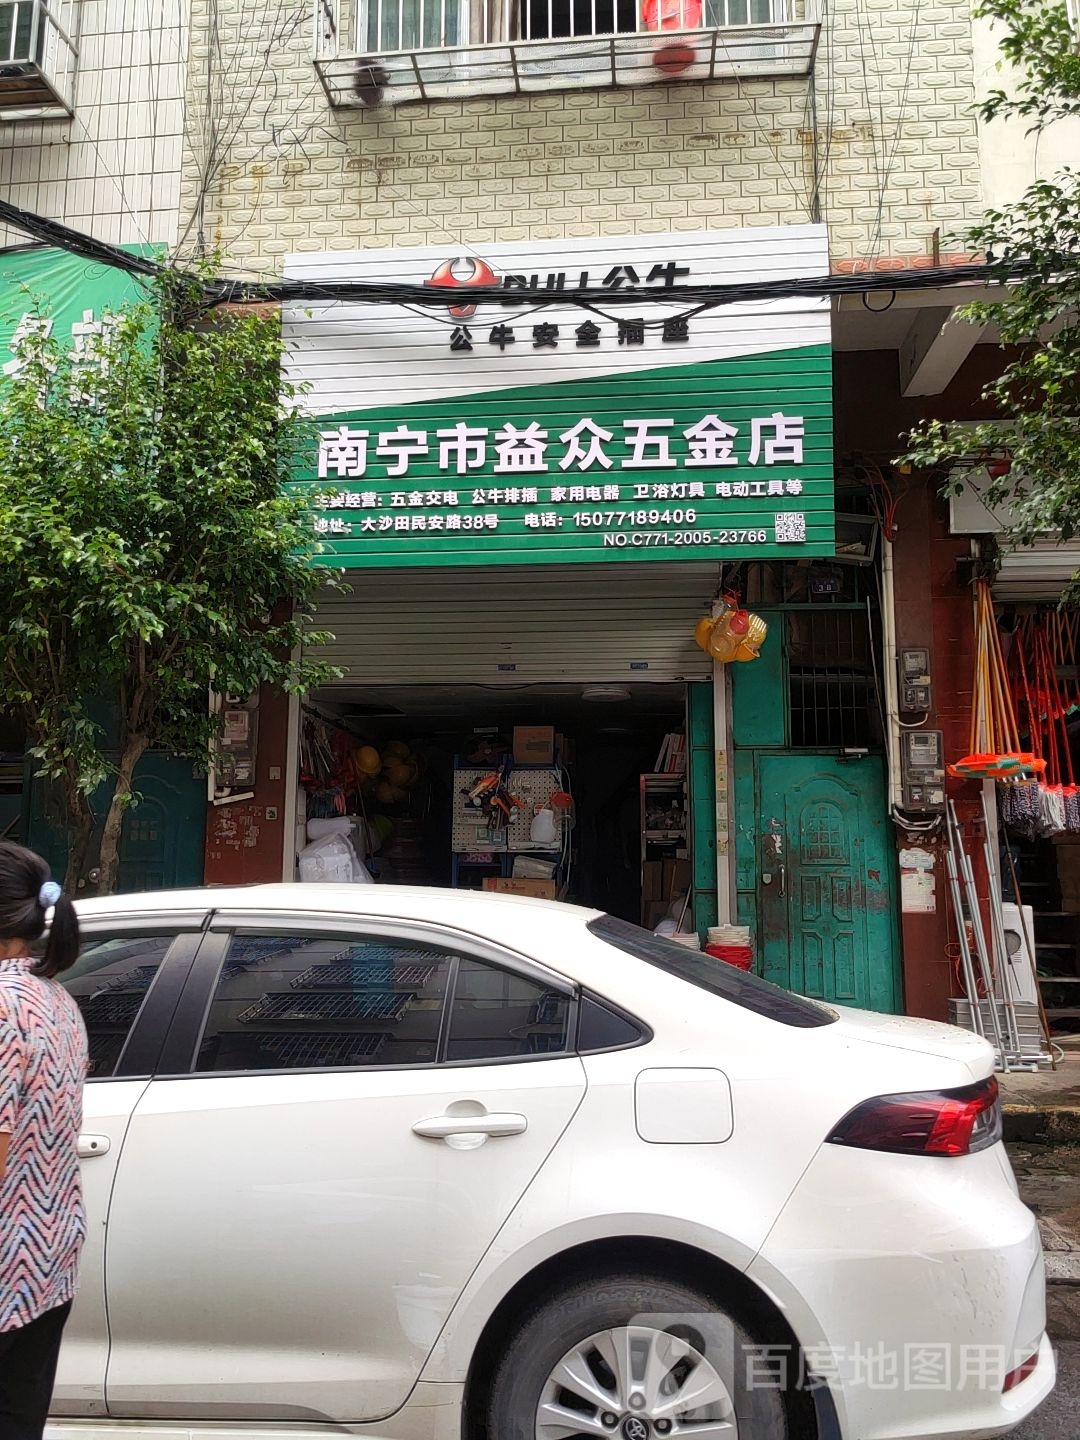 BULL公牛
公牛安全插座
南宁市益众五金店
主要经营：五金交电 公牛排插 家用电器 卫浴灯具 电动工具等
地址：大沙田民安路38号 电话：15077189406
NO.C771-2005-23766
38
百度地图用户